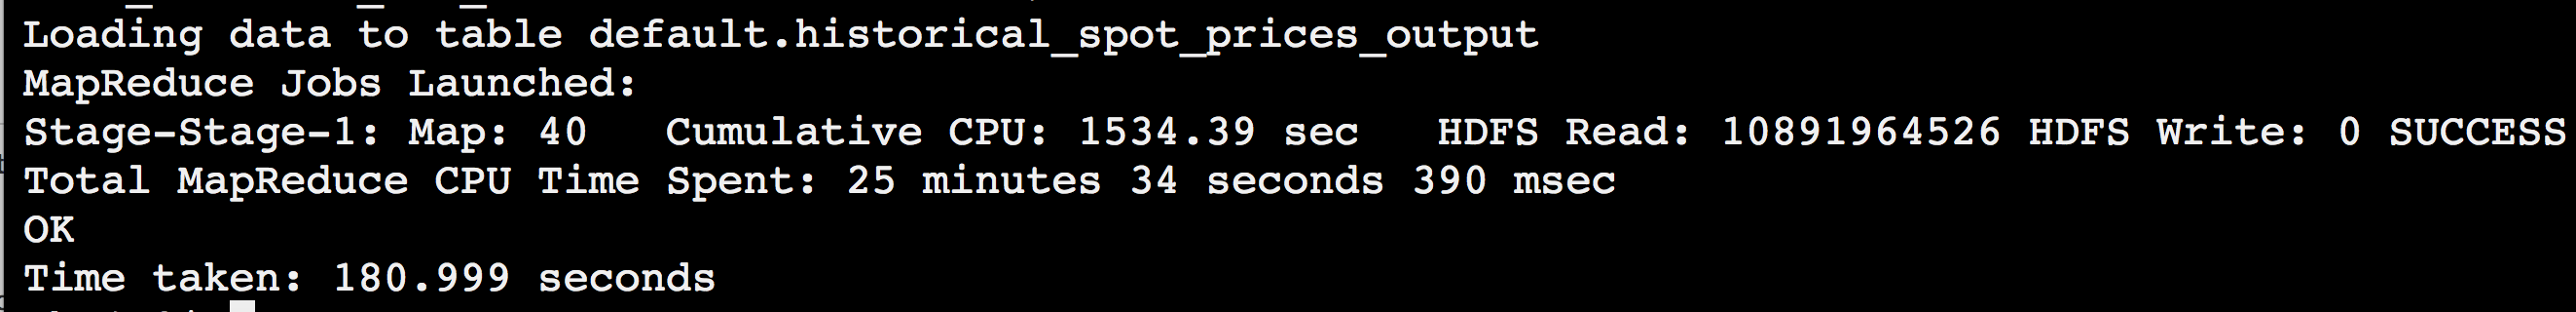 Loading data to table default.historical_spot_prices_output
MapReduce Jobs Launched:
Stage-Stage-1: Map: 40   Cumulative CPU: 1534.39 sec   HDFS Read: 10891964526 HDFS Write: 0 SUCCESS
Total MapReduce CPU Time Spent: 25 minutes 34 seconds 390 msec
OK
Time taken: 180.999 seconds